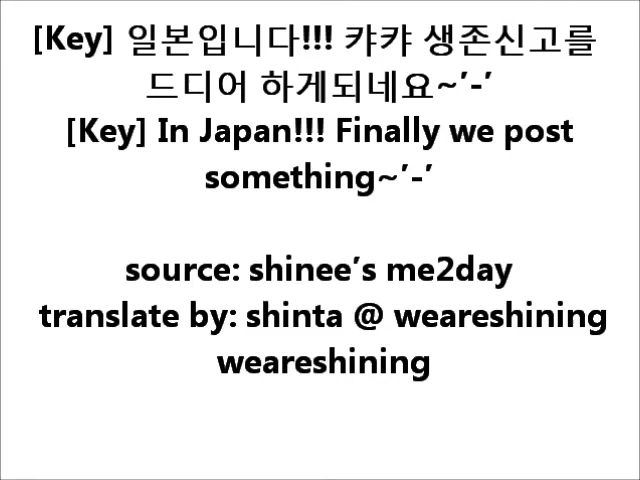 [Key] 일본입니다!!! 캬캬 생존신고를
드디어 하게되네요~’-’
[Key] In Japan!!! Finally we post
something~’-’
source: shinee’s me2day
translate by: shinta @ weareshining
weareshining